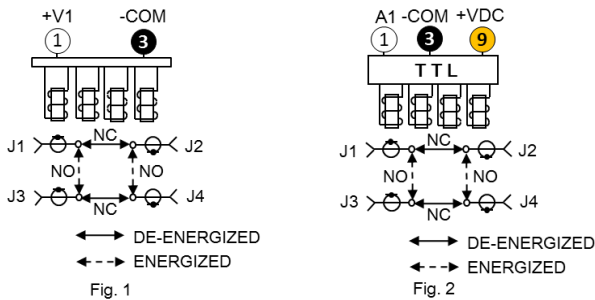 +V1 -COM
1 3
J1 NC J2
NO NO
J3 NC J4
DE-ENERGIZED
ENERGIZED
Fig. 1
A1 -COM +VDC
1 3 9
TTL
J1 NC J2
NO NO
J3 NC J4
DE-ENERGIZED
ENERGIZED
Fig. 2